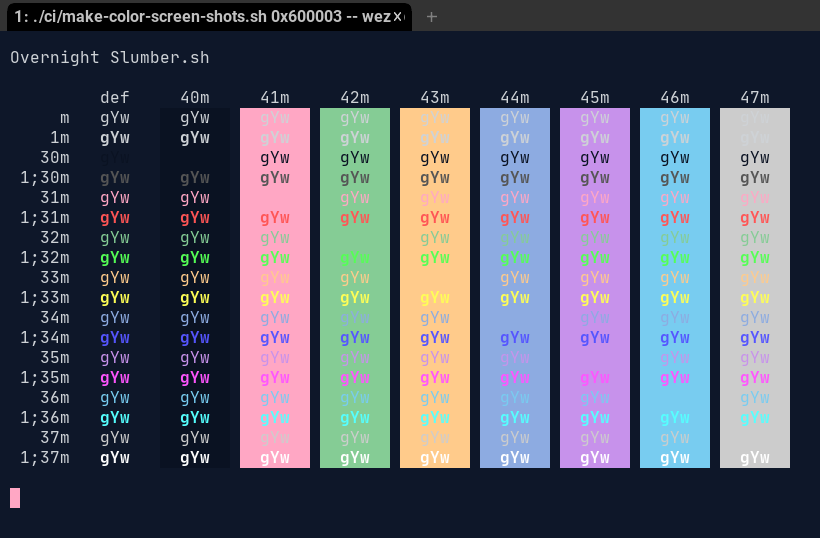 1: ./ci/make-color-screen-shots.sh 0x600003 -- wez
Overnight Slumber.sh
def 40m 41m 42m 43m 44m 45m 46m 47m
m gYw gYw gYw gYw gYw gYw gYw gYw gYw
1m gYw gYw gYw gYw gYw gYw gYw gYw gYw
30m gYw gYw gYw gYw gYw gYw gYw
1;30m gYw gYw gYw gYw gYw gYw gYw gYw gYw
31m gYw gYw gYw gYw gYw gYw gYw gYw
1;31m gYw gYw gYw gYw gYw gYw gYw gYw gYw
32m gYw gYw gYw gYw gYw gYw gYw gYw
1;32m gYw gYw gYw gYw gYw gYw gYw gYw gYw
33m gYw gYw gYw gYw gYw gYw gYw gYw
1;33m gYw gYw gYw gYw gYw gYw gYw gYw gYw
34m gYw gYw gYw gYw gYw gYw gYw gYw
1;34m gYw gYw gYw gYw gYw gYw gYw gYw gYw
35m gYw gYw gYw gYw gYw gYw gYw gYw
1;35m gYw gYw gYw gYw gYw gYw gYw gYw gYw
36m gYw gYw gYw gYw gYw gYw gYw gYw
1;36m gYw gYw gYw gYw gYw gYw gYw gYw gYw
37m gYw gYw gYw gYw gYw gYw gYw gYw
1;37m gYw gYw gYw gYw gYw gYw gYw gYw gYw